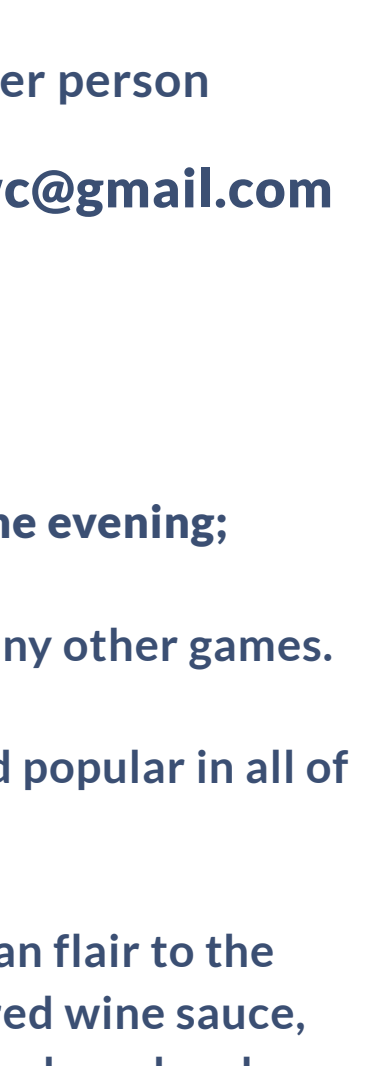 er person
c@gmail.com
he evening;
ny other games.
d popular in all of
an flair to the
red wine sauce,